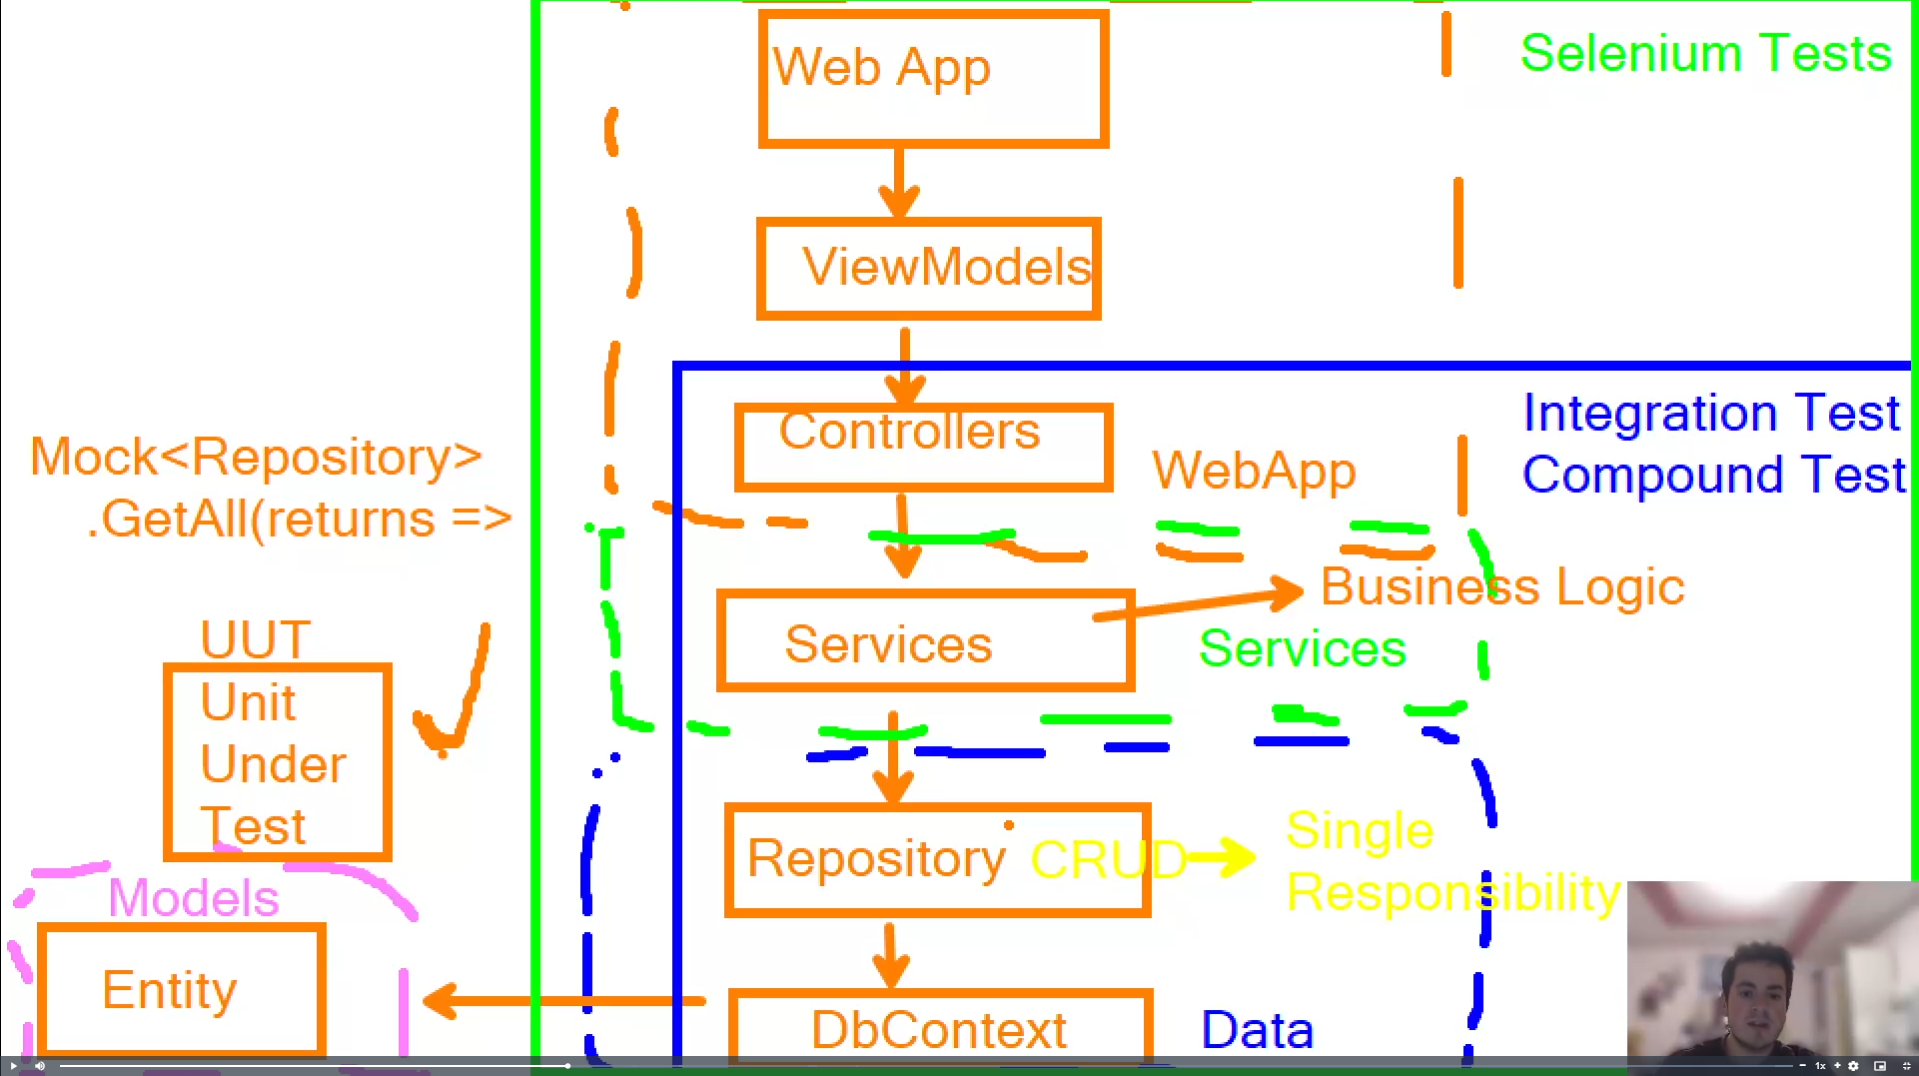 Web App
Selenium Tests
ViewModels
Controllers
Integration Test
Compound Test
WebApp
Mock<Repository>
.GetAll(returns =>
Business Logic
Services
Services
UUT
Unit
Under
Test
Repository
CRUD
Single
Responsibility
Models
Entity
DbContext
Data
1x